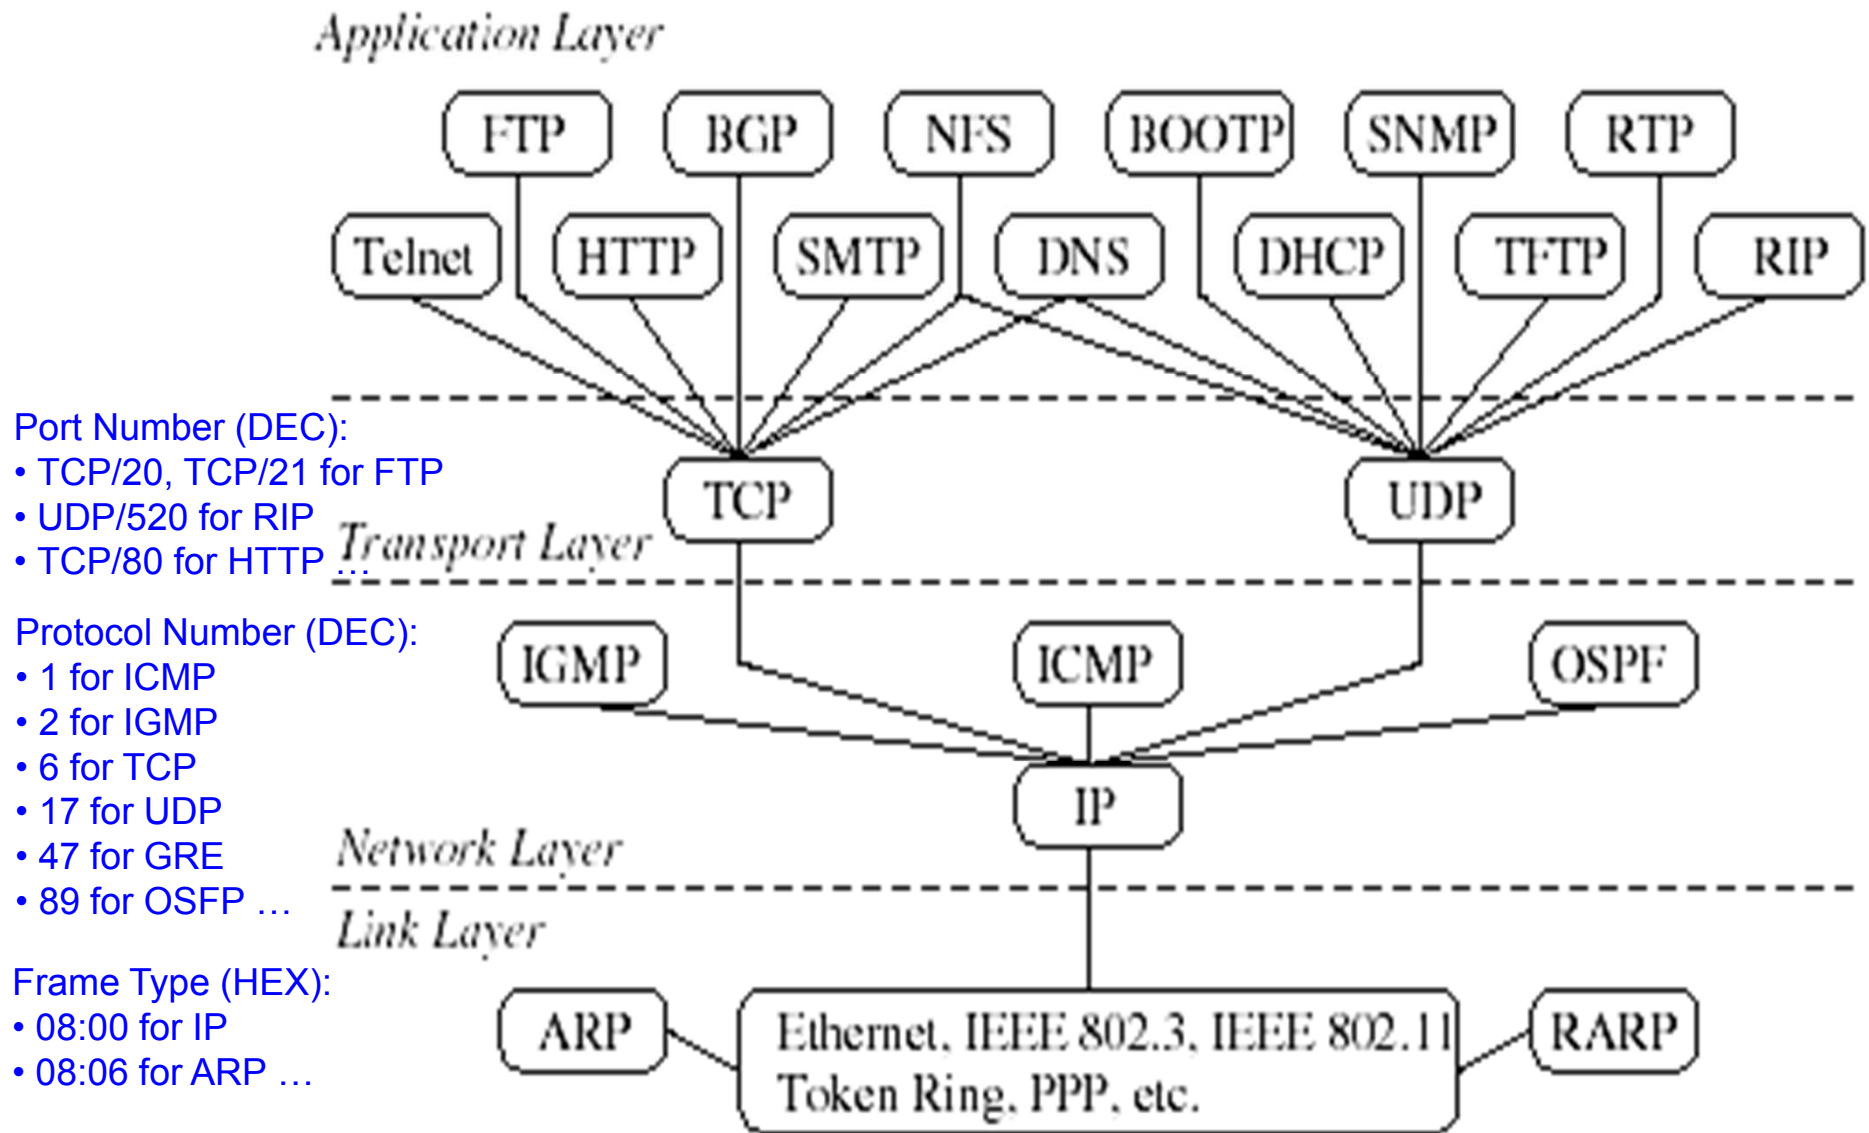 Application Layer
FTP BGP NFS BOOTP SNMP RTP
Telnet HTTP SMTP DNS DHCP TFTP RIP
Port Number (DEC):
• TCP/20, TCP/21 for FTP
• UDP/520 for RIP
• TCP/80 for HTTP …
TCP UDP
Transport Layer
Protocol Number (DEC):
• 1 for ICMP
• 2 for IGMP
• 6 for TCP
• 17 for UDP
• 47 for GRE
• 89 for OSFP …
IGMP ICMP OSPF
IP
Network Layer
Link Layer
Frame Type (HEX):
• 08:00 for IP
• 08:06 for ARP …
ARP
Ethernet, IEEE 802.3, IEEE 802.11
Token Ring, PPP, etc.
RARP